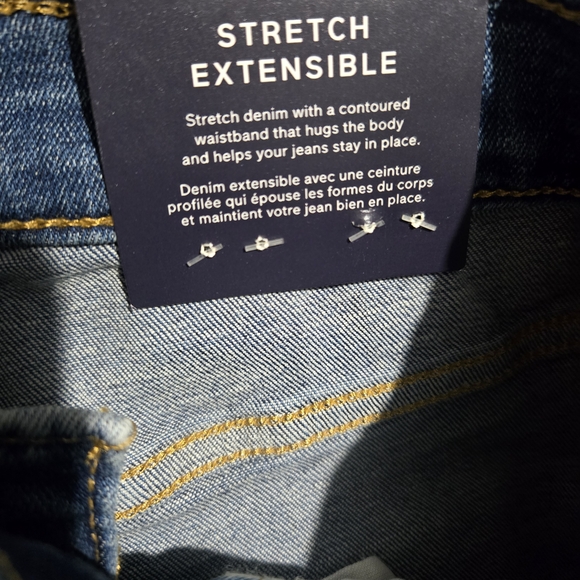 STRETCH
EXTENSIBLE
Stretch denim with a contoured
waistband that hugs the body
and helps your jeans stay in place.
Denim extensible avec une ceinture
profilée qui épouse les formes du corps
et maintient votre jean bien en place.